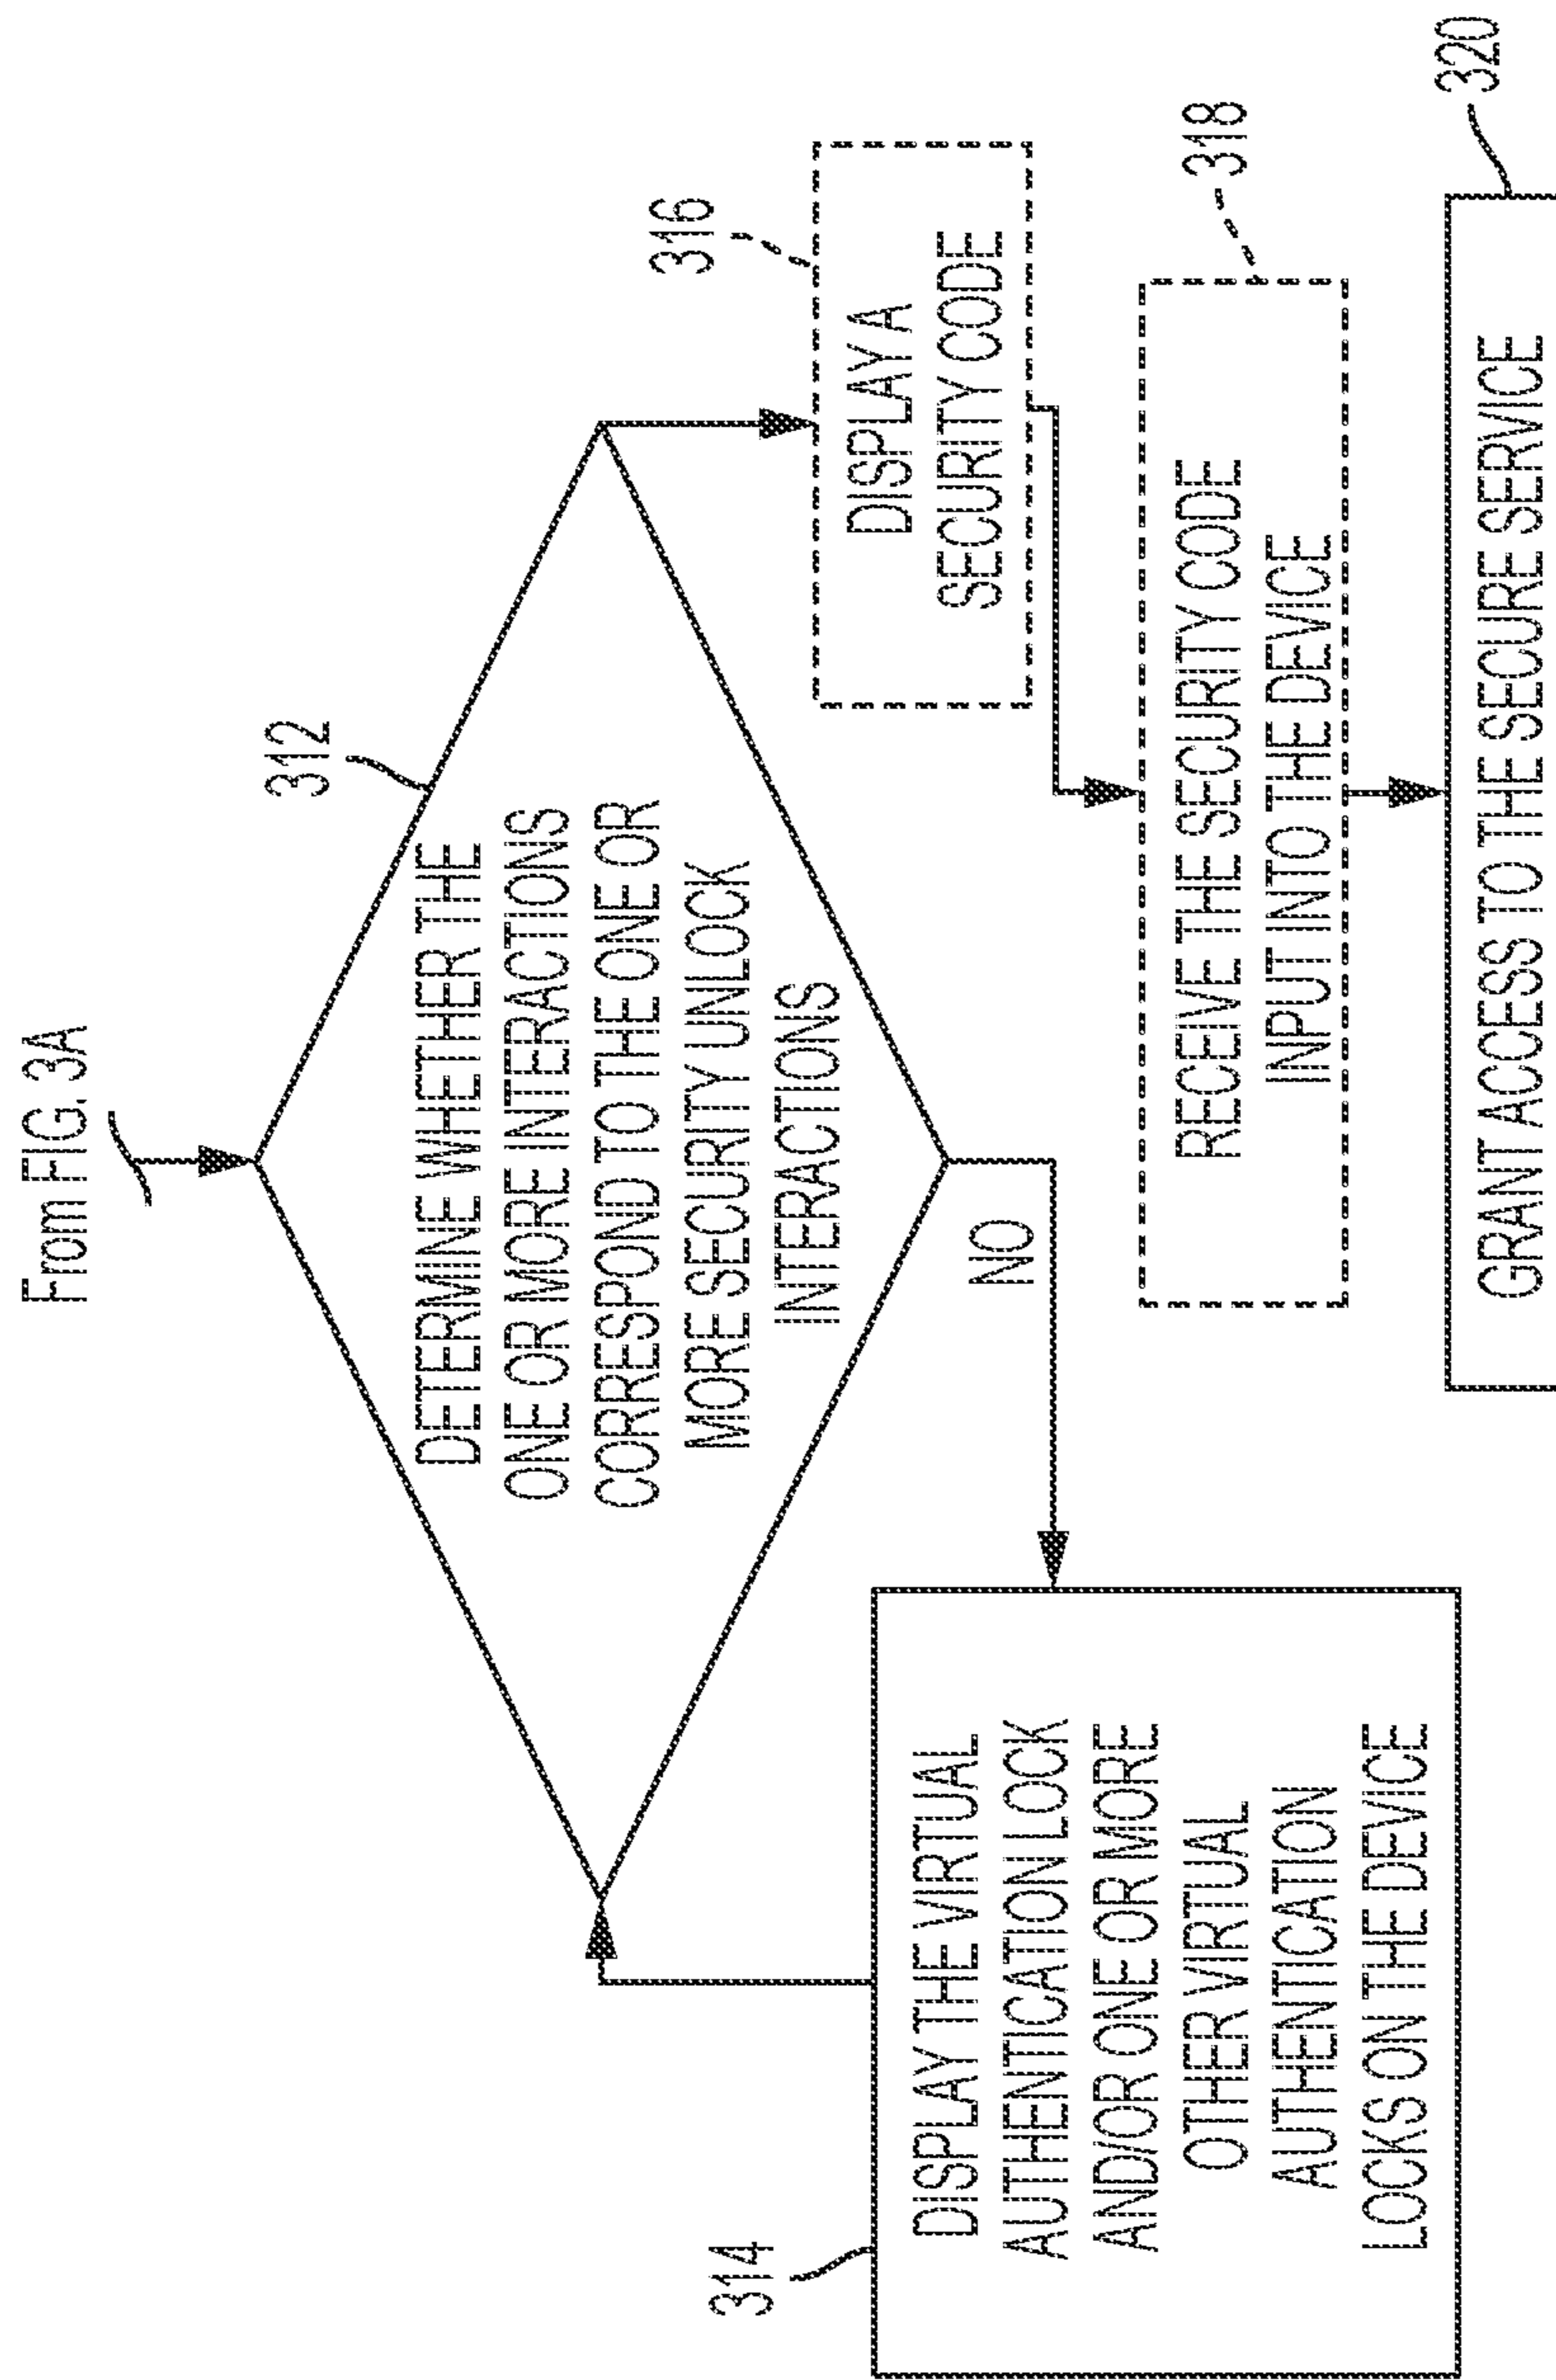 From FIG. 3A
312
DETERMINE WHETHER THE
ONE OR MORE INTERACTIONS
CORRESPOND TO THE ONE OR
MORE SECURITY UNLOCK
INTERACTIONS
NO
314
DISPLAY THE VIRTUAL
AUTHENTICATION LOCK
AND/OR ONE OR MORE
OTHER VIRTUAL
AUTHENTICATION
LOCKS ON THE DEVICE
316
DISPLAY A
SECURITY CODE
318
RECEIVE THE SECURITY CODE
INPUT INTO THE DEVICE
320
GRANT ACCESS TO THE SECURE SERVICE